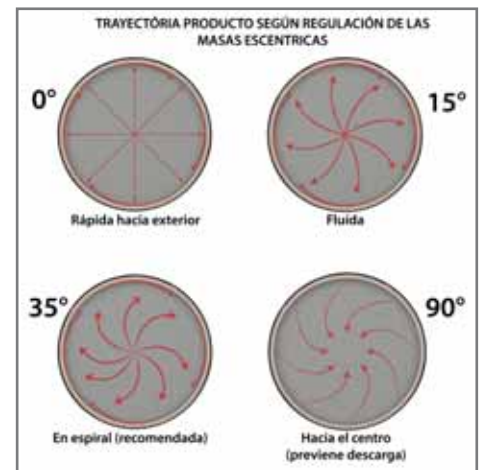 TRAYECTÒRIA PRODUCTO SEGÚN REGULACIÓN DE LAS
MASAS ESCENTRICAS
0°
15°
Rápida hacia exterior
Fluida
35°
90°
En espiral (recomendada)
Hacia el centro
(previene descarga)